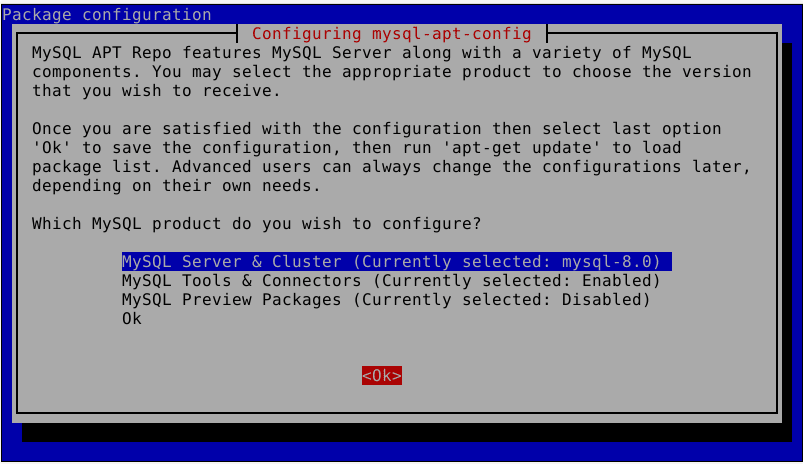 Package configuration
Configuring mysql-apt-config
MySQL APT Repo features MySQL Server along with a variety of MySQL
components. You may select the appropriate product to choose the version
that you wish to receive.
Once you are satisfied with the configuration then select last option
'Ok' to save the configuration, then run 'apt-get update' to load
package list. Advanced users can always change the configurations later,
depending on their own needs.
Which MySQL product do you wish to configure?
MySQL Server & Cluster (Currently selected: mysql-8.0)
MySQL Tools & Connectors (Currently selected: Enabled)
MySQL Preview Packages (Currently selected: Disabled)
Ok
<Ok>